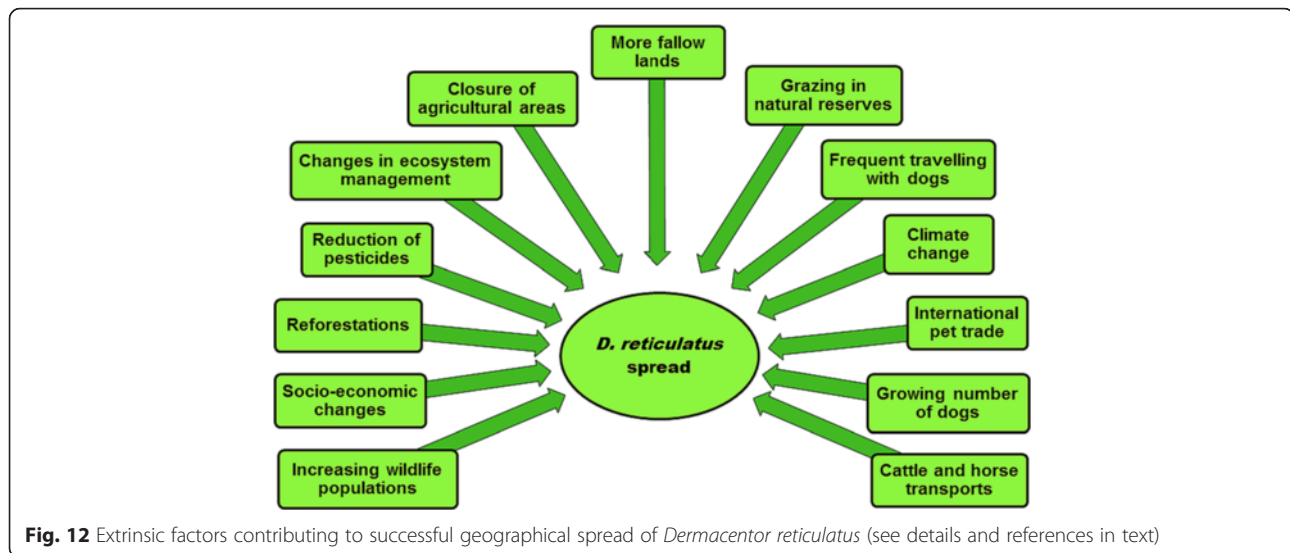 More fallow
lands
Closure of
agricultural areas
Grazing in
natural reserves
Changes in ecosystem
management
Frequent travelling
with dogs
Reduction of
pesticides
Climate
change
Reforestations
International
pet trade
D. reticulatus
spread
Socio-economic
changes
Growing number
of dogs
Increasing wildlife
populations
Cattle and horse
transports
Fig. 12 Extrinsic factors contributing to successful geographical spread of Dermacentor reticulatus (see details and references in text)